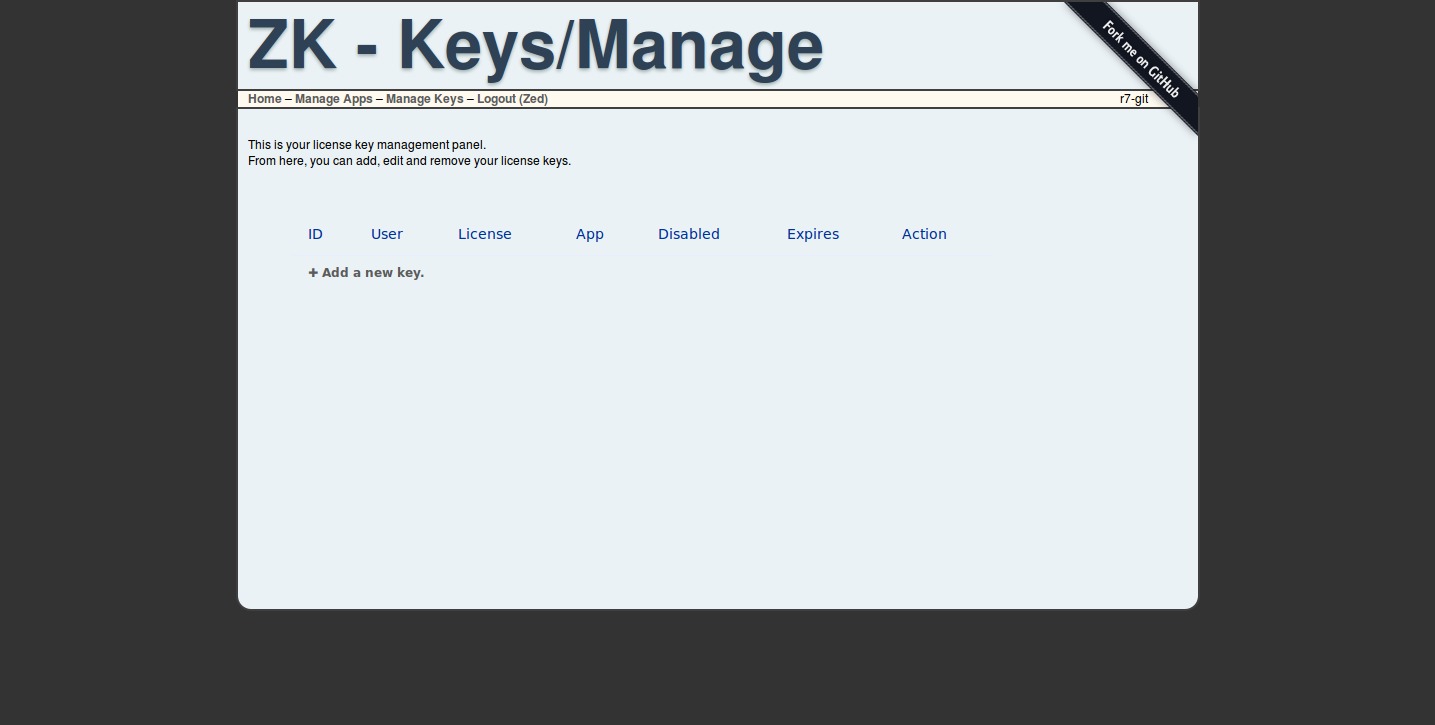 ZK - Keys/Manage
Fork me on GitHub
Home – Manage Apps – Manage Keys – Logout (Zed) r7-git
This is your license key management panel.
From here, you can add, edit and remove your license keys.
ID User License App Disabled Expires Action
+ Add a new key.